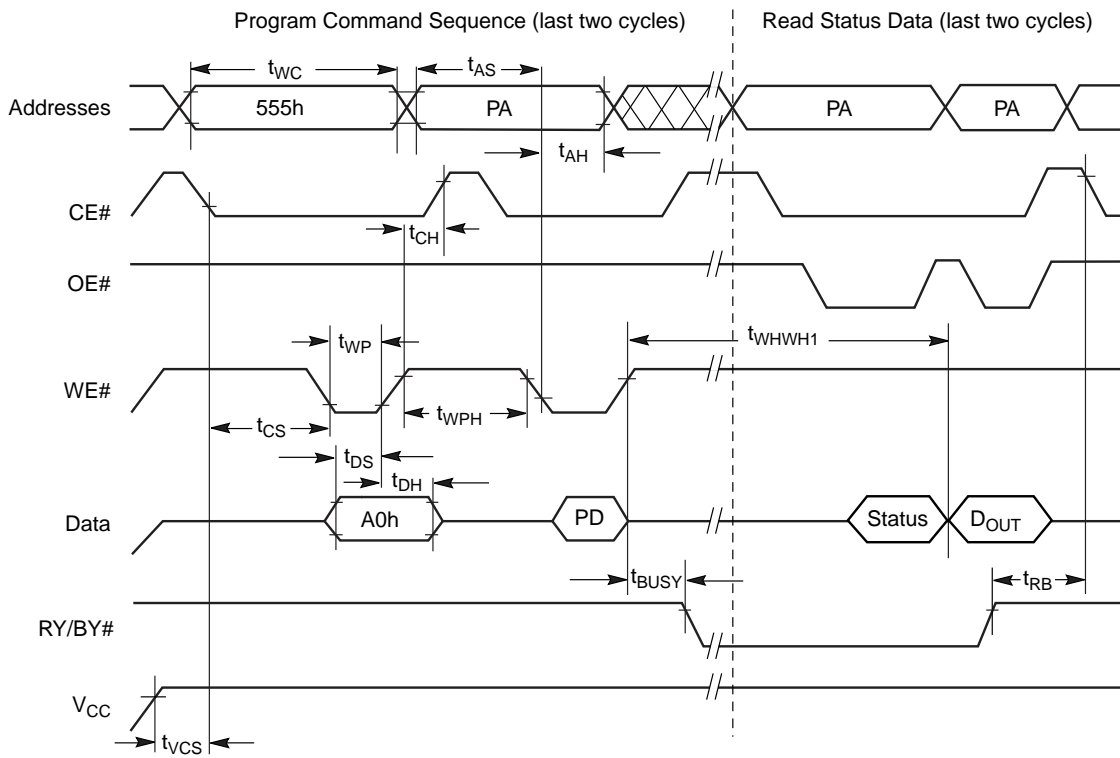 Program Command Sequence (last two cycles)
Read Status Data (last two cycles)
tWC
tAS
Addresses
555h
PA
PA
PA
tAH
CE#
tCH
OE#
tWP
tWHWH1
WE#
tCS
tWPH
tDS
tDH
Data
A0h
PD
Status
DOUT
tBUSY
tRB
RY/BY#
VCC
tVCS